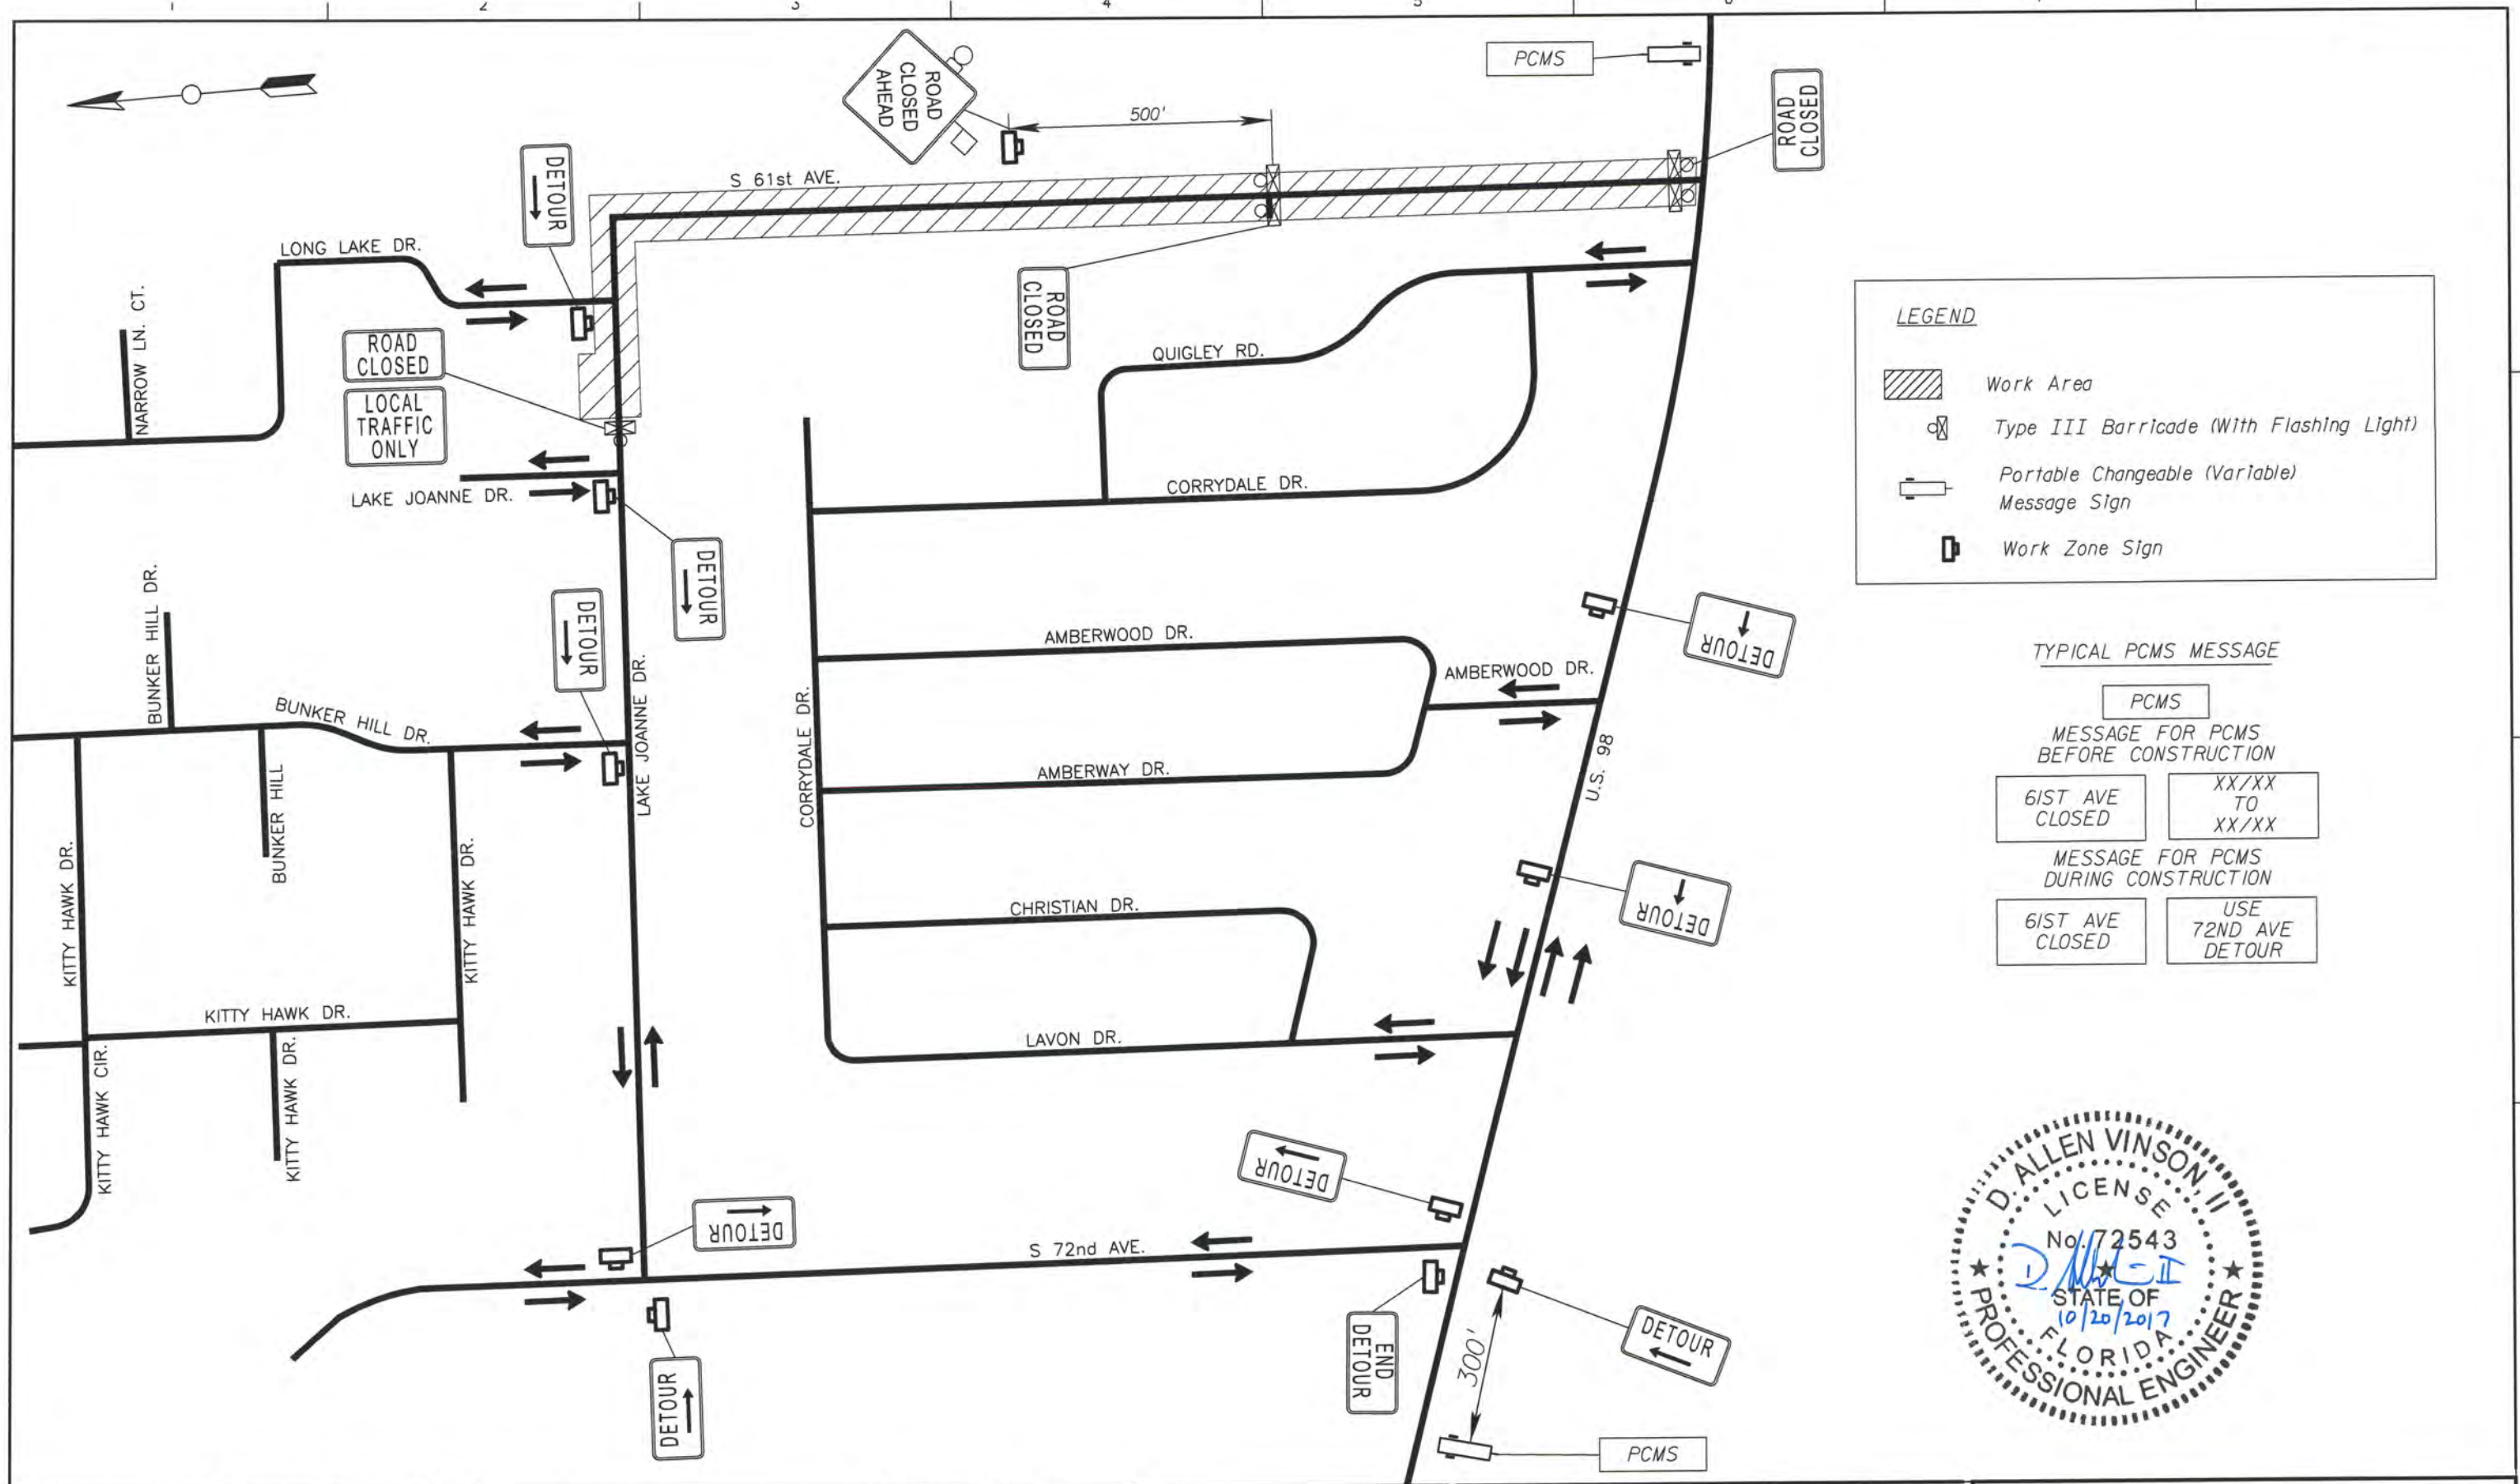 1
2
3
4
5
6
PCMS
ROAD
CLOSED
AHEAD
500'
ROAD
CLOSED
DETOUR
S 61st AVE.
LONG LAKE DR.
NARROW LN. CT.
ROAD
CLOSED
ROAD
CLOSED
LOCAL
TRAFFIC
ONLY
QUIGLEY RD.
LAKE JOANNE DR.
CORRYDALE DR.
DETOUR
DETOUR
BUNKER HILL DR.
BUNKER HILL DR.
LAKE JOANNE DR.
CORRYDALE DR.
AMBERWOOD DR.
AMBERWOOD DR.
DETOUR
AMBERWAY DR.
U.S. 98
BUNKER HILL
KITTY HAWK DR.
KITTY HAWK DR.
CHRISTIAN DR.
DETOUR
KITTY HAWK DR.
LAVON DR.
KITTY HAWK CIR.
KITTY HAWK DR.
DETOUR
DETOUR
S 72nd AVE.
DETOUR
END
DETOUR
300'
DETOUR
PCMS
LEGEND
Work Area
Type III Barricade (With Flashing Light)
Portable Changeable (Variable)
Message Sign
Work Zone Sign
TYPICAL PCMS MESSAGE
PCMS
MESSAGE FOR PCMS
BEFORE CONSTRUCTION
61ST AVE
CLOSED
XX/XX
TO
XX/XX
MESSAGE FOR PCMS
DURING CONSTRUCTION
61ST AVE
CLOSED
USE
72ND AVE
DETOUR
D. ALLEN VINSON, II
LICENSE
No. 72543
STATE OF
10/20/2017
FLORIDA
PROFESSIONAL ENGINEER